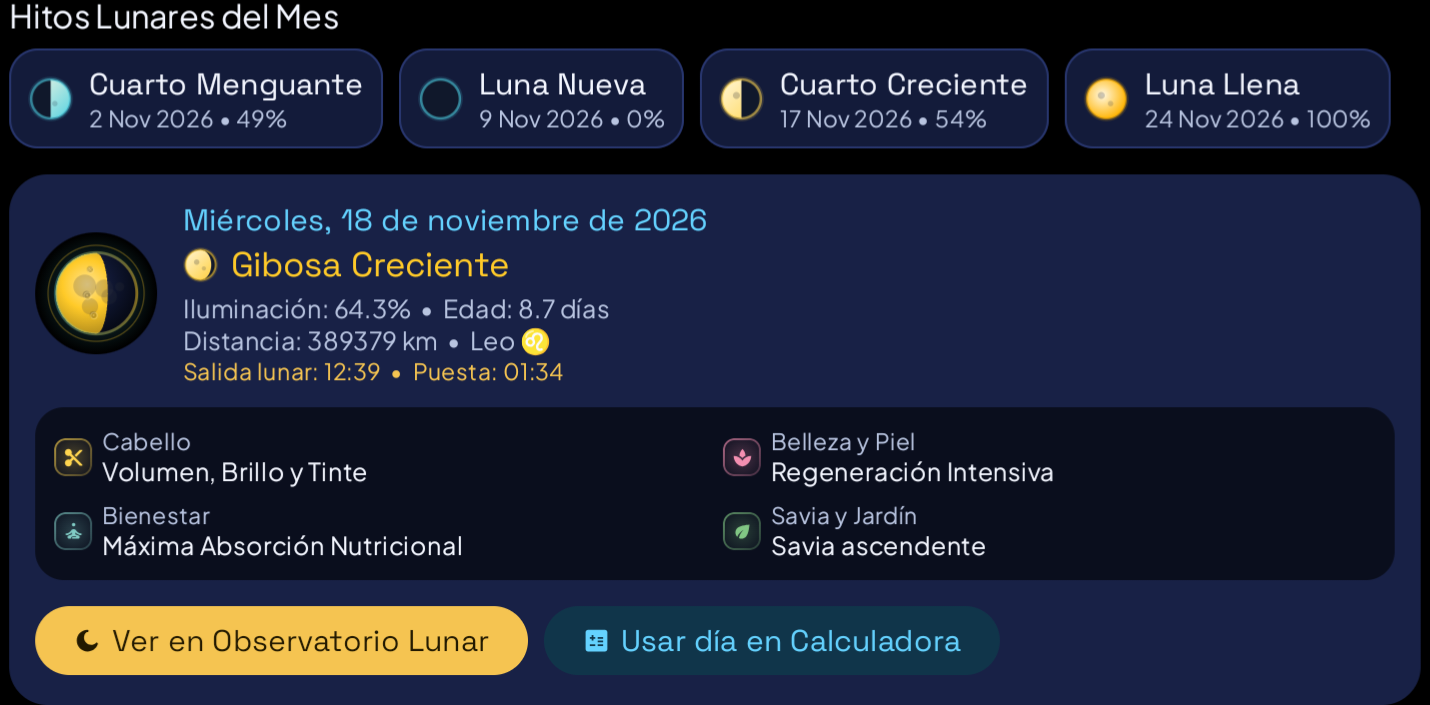 Hitos Lunares del Mes
Cuarto Menguante
2 Nov 2026 • 49%
Luna Nueva
9 Nov 2026 • 0%
Cuarto Creciente
17 Nov 2026 • 54%
Luna Llena
24 Nov 2026 • 100%
Miércoles, 18 de noviembre de 2026
Gibosa Creciente
Iluminación: 64.3% • Edad: 8.7 días
Distancia: 389379 km • Leo ♌
Salida lunar: 12:39 • Puesta: 01:34
Cabello
Volumen, Brillo y Tinte
Belleza y Piel
Regeneración Intensiva
Bienestar
Máxima Absorción Nutricional
Savia y Jardín
Savia ascendente
Ver en Observatorio Lunar
Usar día en Calculadora